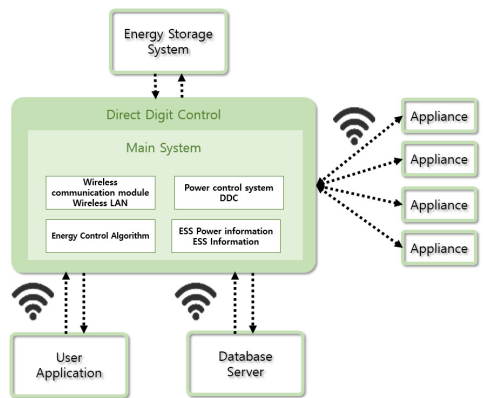 Energy Storage
System
Direct Digit Control
Main System
Wireless
communication module
Wireless LAN
Power control system
DDC
Energy Control Algorithm
ESS Power information
ESS Information
Appliance
Appliance
Appliance
Appliance
User
Application
Database
Server